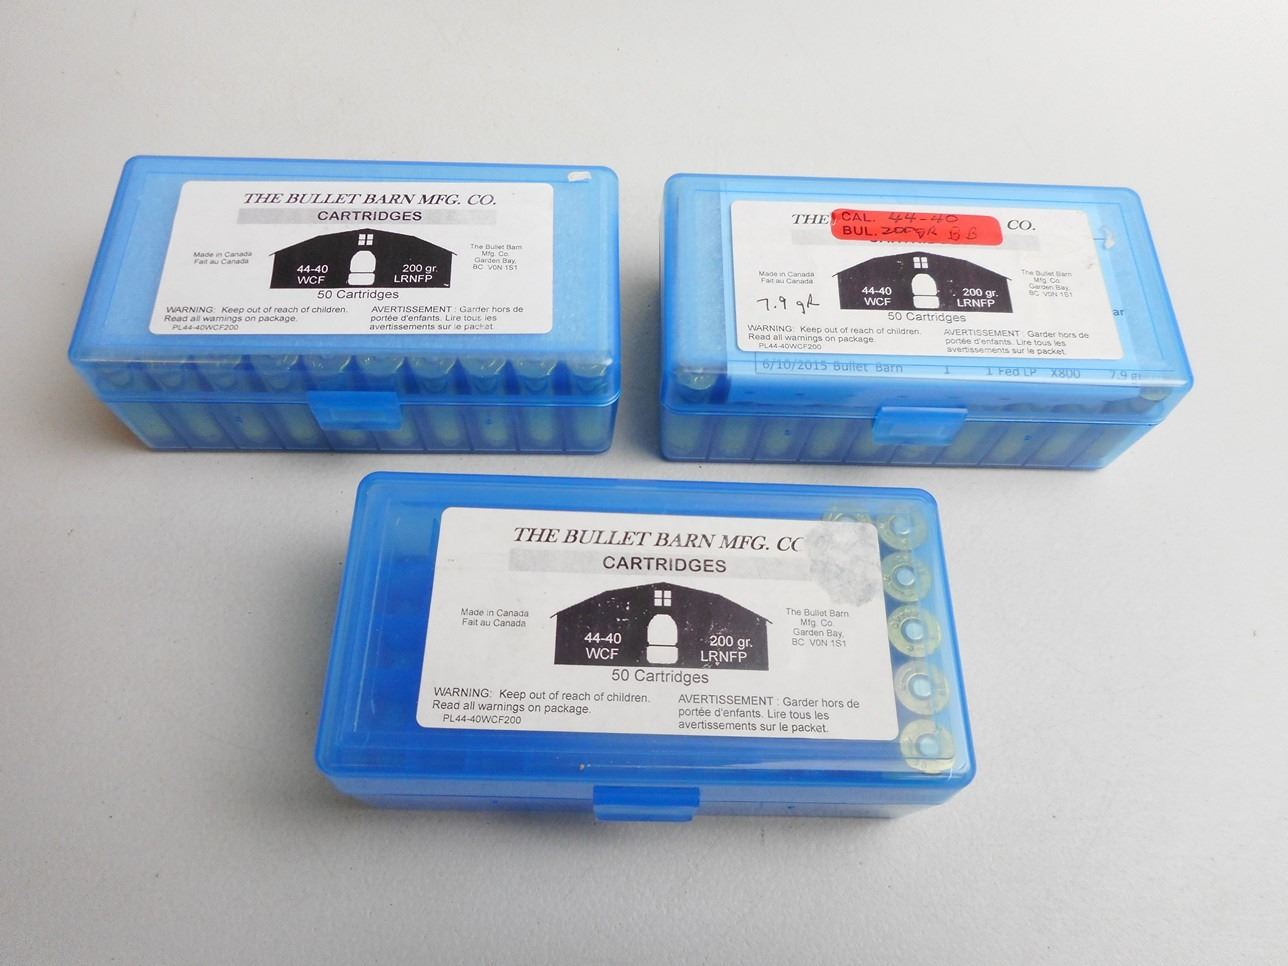 THE BULLET BARN MFG. CO.
CARTRIDGES
Made in Canada
Fait au Canada
44-40
WCF
200 gr.
LRNFP
The Bullet Barn
Mfg. Co.
Garden Bay,
BC V0N 1S1
50 Cartridges
WARNING: Keep out of reach of children.
Read all warnings on package.
PL44-40WCF200
AVERTISSEMENT : Garder hors de
portée d'enfants. Lire tous les
avertissements sur le packet.
THE CO.
CAL. 44-40
BUL. 200gR BB
Made in Canada
Fait au Canada
7.9 gR
44-40
WCF
200 gr.
LRNFP
The Bullet Barn
Mfg. Co.
Garden Bay,
BC V0N 1S1
50 Cartridges
WARNING: Keep out of reach of children.
Read all warnings on package.
PL44-40WCF200
AVERTISSEMENT : Garder hors de
portée d'enfants. Lire tous les
avertissements sur le packet.
6/10/2015 Bullet Barn 1 1 Fed LP X800 7.9 gr
THE BULLET BARN MFG. CO
CARTRIDGES
Made in Canada
Fait au Canada
44-40
WCF
200 gr.
LRNFP
The Bullet Barn
Mfg. Co.
Garden Bay,
BC V0N 1S1
50 Cartridges
WARNING: Keep out of reach of children.
Read all warnings on package.
PL44-40WCF200
AVERTISSEMENT : Garder hors de
portée d'enfants. Lire tous les
avertissements sur le packet.